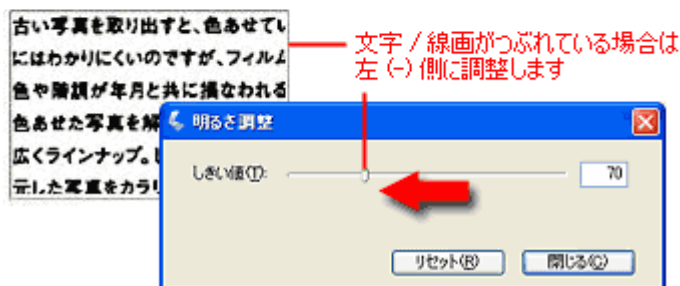 古い写真を取り出すと、色あせてい
にはわかりにくいのですが、フィルム
色や階調が年月と共に損なわれる
色あせた写真を解
広くラインナップ。し
元した写真をカラリ
文字 / 線画がつぶれている場合は
左 (-) 側に調整します
明るさ調整
しきい値(T):
70
リセット(R)
閉じる(C)